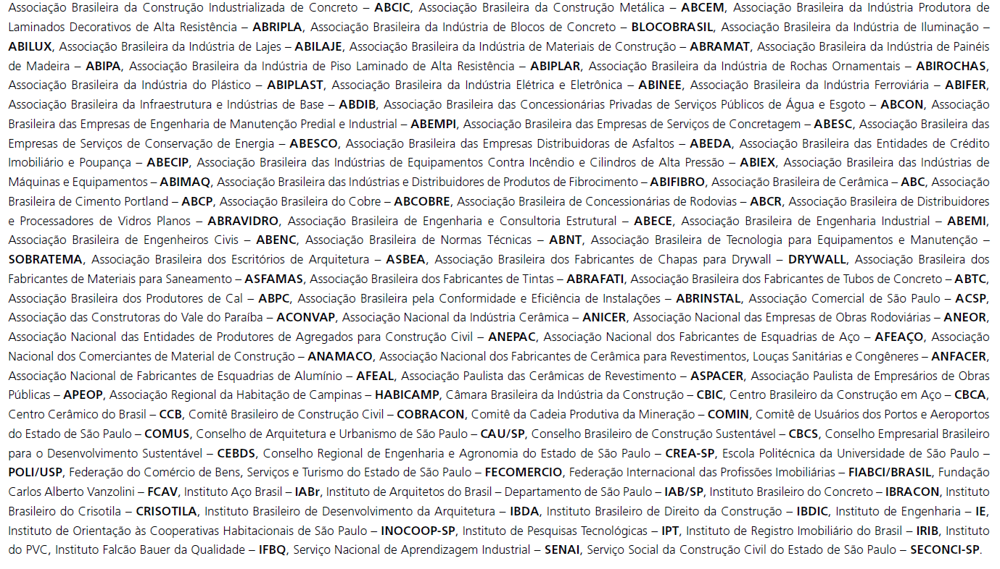 Associação Brasileira da Construção Industrializada de Concreto – ABCIC, Associação Brasileira da Construção Metálica – ABCEM, Associação Brasileira da Indústria Produtora de
Laminados Decorativos de Alta Resistência – ABRIPLA, Associação Brasileira da Indústria de Blocos de Concreto – BLOCOBRASIL, Associação Brasileira da Indústria de Iluminação –
ABILUX, Associação Brasileira da Indústria de Lajes – ABILAJE, Associação Brasileira da Indústria de Materiais de Construção – ABRAMAT, Associação Brasileira da Indústria de Painéis
de Madeira – ABIPA, Associação Brasileira da Indústria de Piso Laminado de Alta Resistência – ABIPLAR, Associação Brasileira da Indústria de Rochas Ornamentais – ABIROCHAS,
Associação Brasileira da Indústria do Plástico – ABIPLAST, Associação Brasileira da Indústria Elétrica e Eletrônica – ABINEE, Associação Brasileira da Indústria Ferroviária – ABIFER,
Associação Brasileira da Infraestrutura e Indústrias de Base – ABDIB, Associação Brasileira das Concessionárias Privadas de Serviços Públicos de Água e Esgoto – ABCON, Associação
Brasileira das Empresas de Engenharia de Manutenção Predial e Industrial – ABEMPI, Associação Brasileira das Empresas de Serviços de Concretagem – ABESC, Associação Brasileira das
Empresas de Serviços de Conservação de Energia – ABESCO, Associação Brasileira das Empresas Distribuidoras de Asfaltos – ABEDA, Associação Brasileira das Entidades de Crédito
Imobiliário e Poupança – ABECIP, Associação Brasileira das Indústrias de Equipamentos Contra Incêndio e Cilindros de Alta Pressão – ABIEX, Associação Brasileira das Indústrias de
Máquinas e Equipamentos – ABIMAQ, Associação Brasileira das Indústrias e Distribuidores de Produtos de Fibrocimento – ABIFIBRO, Associação Brasileira de Cerâmica – ABC, Associação
Brasileira de Cimento Portland – ABCP, Associação Brasileira do Cobre – ABCOBRE, Associação Brasileira de Concessionárias de Rodovias – ABCR, Associação Brasileira de Distribuidores
e Processadores de Vidros Planos – ABRAVIDRO, Associação Brasileira de Engenharia e Consultoria Estrutural – ABECE, Associação Brasileira de Engenharia Industrial – ABEMI,
Associação Brasileira de Engenheiros Civis – ABENC, Associação Brasileira de Normas Técnicas – ABNT, Associação Brasileira de Tecnologia para Equipamentos e Manutenção –
SOBRATEMA, Associação Brasileira dos Escritórios de Arquitetura – ASBEA, Associação Brasileira dos Fabricantes de Chapas para Drywall – DRYWALL, Associação Brasileira dos
Fabricantes de Materiais para Saneamento – ASFAMAS, Associação Brasileira dos Fabricantes de Tintas – ABRAFATI, Associação Brasileira dos Fabricantes de Tubos de Concreto – ABTC,
Associação Brasileira dos Produtores de Cal – ABPC, Associação Brasileira pela Conformidade e Eficiência de Instalações – ABRINSTAL, Associação Comercial de São Paulo – ACSP,
Associação das Construtoras do Vale do Paraíba – ACONVAP, Associação Nacional da Indústria Cerâmica – ANICER, Associação Nacional das Empresas de Obras Rodoviárias – ANEOR,
Associação Nacional das Entidades de Produtores de Agregados para Construção Civil – ANEPAC, Associação Nacional dos Fabricantes de Esquadrias de Aço – AFEAÇO, Associação
Nacional dos Comerciantes de Material de Construção – ANAMACO, Associação Nacional dos Fabricantes de Cerâmica para Revestimentos, Louças Sanitárias e Congêneres – ANFACER,
Associação Nacional de Fabricantes de Esquadrias de Alumínio – AFEAL, Associação Paulista das Cerâmicas de Revestimento – ASPACER, Associação Paulista de Empresários de Obras
Públicas – APEOP, Associação Regional da Habitação de Campinas – HABICAMP, Câmara Brasileira da Indústria da Construção – CBIC, Centro Brasileiro da Construção em Aço – CBCA,
Centro Cerâmico do Brasil – CCB, Comitê Brasileiro de Construção Civil – COBRACON, Comitê da Cadeia Produtiva da Mineração – COMIN, Comitê de Usuários dos Portos e Aeroportos
do Estado de São Paulo – COMUS, Conselho de Arquitetura e Urbanismo de São Paulo – CAU/SP, Conselho Brasileiro de Construção Sustentável – CBCS, Conselho Empresarial Brasileiro
para o Desenvolvimento Sustentável – CEBDS, Conselho Regional de Engenharia e Agronomia do Estado de São Paulo – CREA-SP, Escola Politécnica da Universidade de São Paulo –
POLI/USP, Federação do Comércio de Bens, Serviços e Turismo do Estado de São Paulo – FECOMERCIO, Federação Internacional das Profissões Imobiliárias – FIABCI/BRASIL, Fundação
Carlos Alberto Vanzolini – FCAV, Instituto Aço Brasil – IABr, Instituto de Arquitetos do Brasil – Departamento de São Paulo – IAB/SP, Instituto Brasileiro do Concreto – IBRACON, Instituto
Brasileiro do Crisotila – CRISOTILA, Instituto Brasileiro de Desenvolvimento da Arquitetura – IBDA, Instituto Brasileiro de Direito da Construção – IBDIC, Instituto de Engenharia – IE,
Instituto de Orientação às Cooperativas Habitacionais de São Paulo – INOCOOP-SP, Instituto de Pesquisas Tecnológicas – IPT, Instituto de Registro Imobiliário do Brasil – IRIB, Instituto
do PVC, Instituto Falcão Bauer da Qualidade – IFBQ, Serviço Nacional de Aprendizagem Industrial – SENAI, Serviço Social da Construção Civil do Estado de São Paulo – SECONCI-SP.